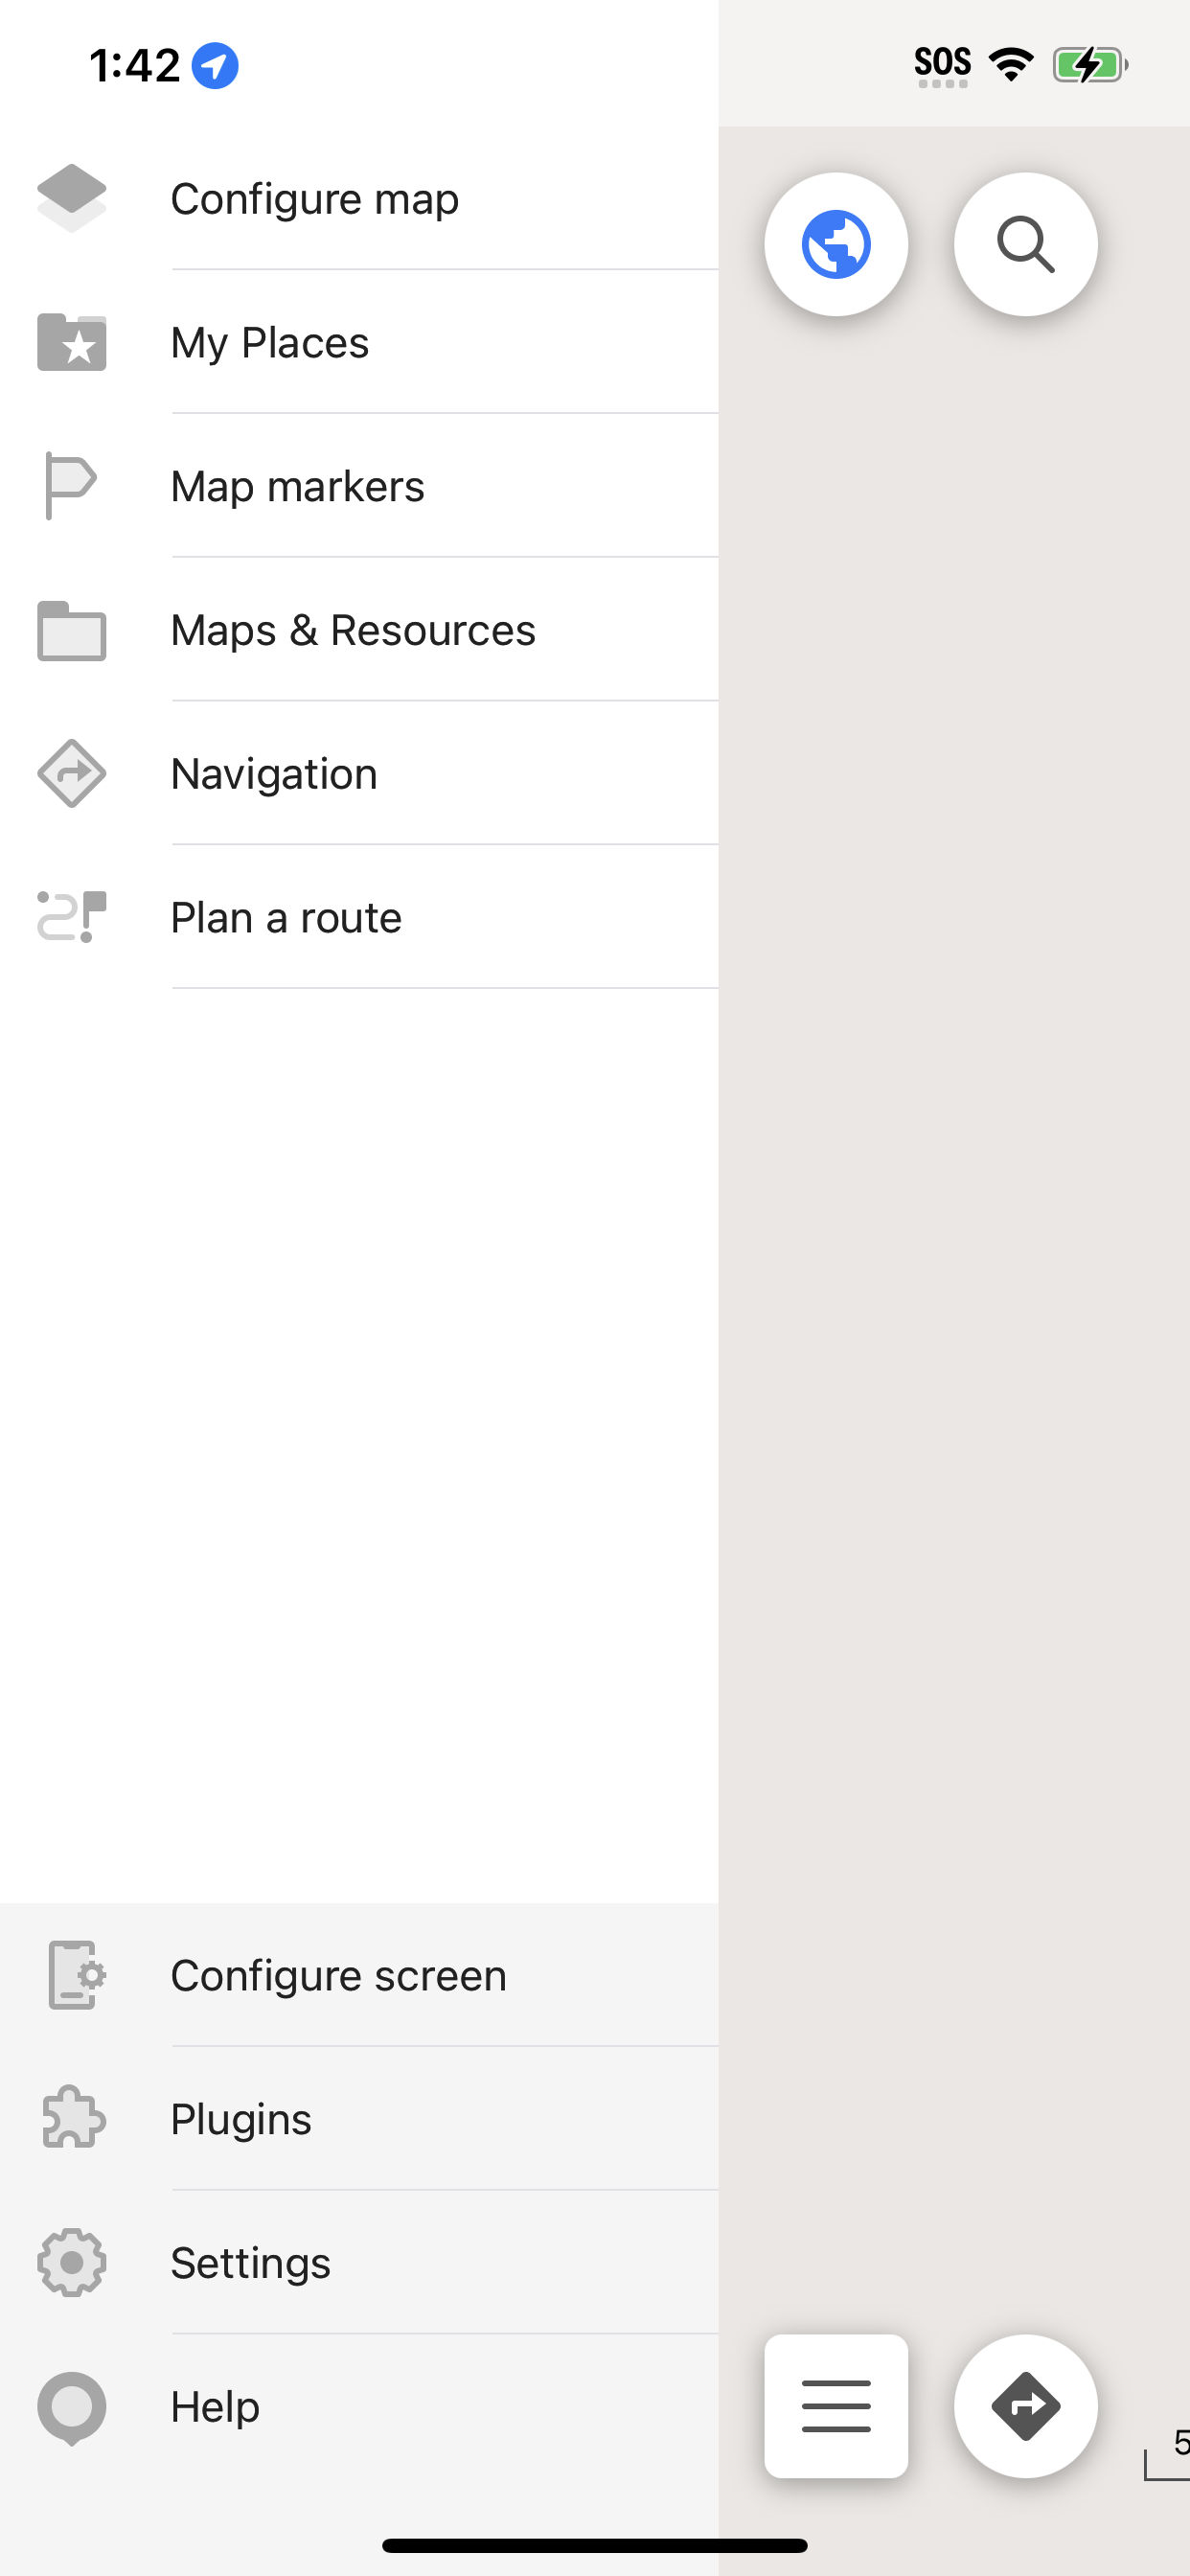 1:42
SOS
Configure map
My Places
Map markers
Maps & Resources
Navigation
Plan a route
Configure screen
Plugins
Settings
Help
5